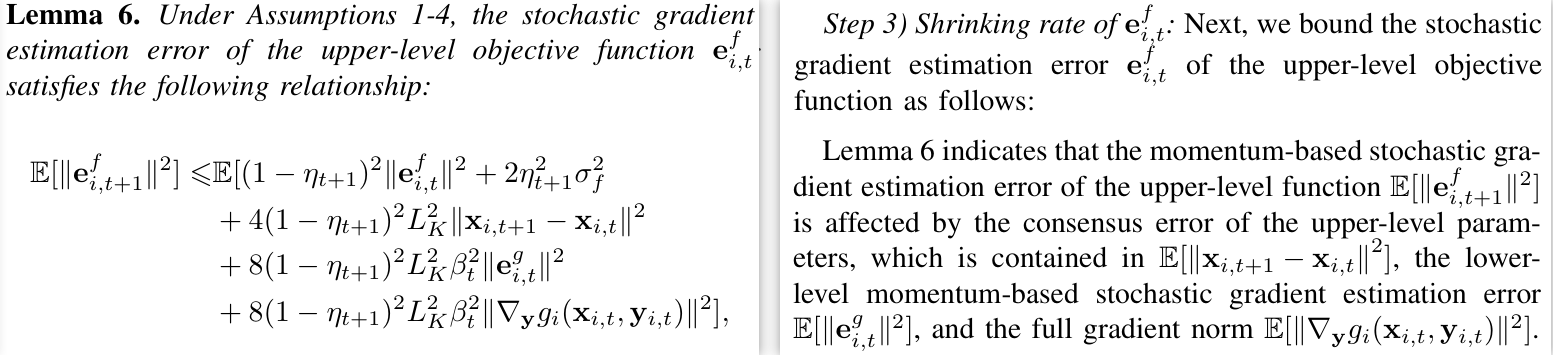 Lemma 6. Under Assumptions 1-4, the stochastic gradient
estimation error of the upper-level objective function $\mathbf{e}_{i,t}^{f}$
satisfies the following relationship:
$\mathbb{E}[\|\mathbf{e}_{i,t+1}^{f}\|^2] \leqslant \mathbb{E}[(1-\eta_{t+1})^2\|\mathbf{e}_{i,t}^{f}\|^2 + 2\eta_{t+1}^2\sigma_f^2$
$+ 4(1-\eta_{t+1})^2 L_K^2 \|\mathbf{x}_{i,t+1} - \mathbf{x}_{i,t}\|^2$
$+ 8(1-\eta_{t+1})^2 L_K^2 \beta_t^2 \|\mathbf{e}_{i,t}^{g}\|^2$
$+ 8(1-\eta_{t+1})^2 L_K^2 \beta_t^2 \|\nabla_{\mathbf{y}} g_i(\mathbf{x}_{i,t}, \mathbf{y}_{i,t})\|^2],$
Step 3) Shrinking rate of $\mathbf{e}_{i,t}^{f}$: Next, we bound the stochastic
gradient estimation error $\mathbf{e}_{i,t}^{f}$ of the upper-level objective
function as follows:
Lemma 6 indicates that the momentum-based stochastic gra-
dient estimation error of the upper-level function $\mathbb{E}[\|\mathbf{e}_{i,t+1}^{f}\|^2]$
is affected by the consensus error of the upper-level param-
eters, which is contained in $\mathbb{E}[\|\mathbf{x}_{i,t+1} - \mathbf{x}_{i,t}\|^2]$, the lower-
level momentum-based stochastic gradient estimation error
$\mathbb{E}[\|\mathbf{e}_{i,t}^{g}\|^2]$, and the full gradient norm $\mathbb{E}[\|\nabla_{\mathbf{y}} g_i(\mathbf{x}_{i,t}, \mathbf{y}_{i,t})\|^2]$.